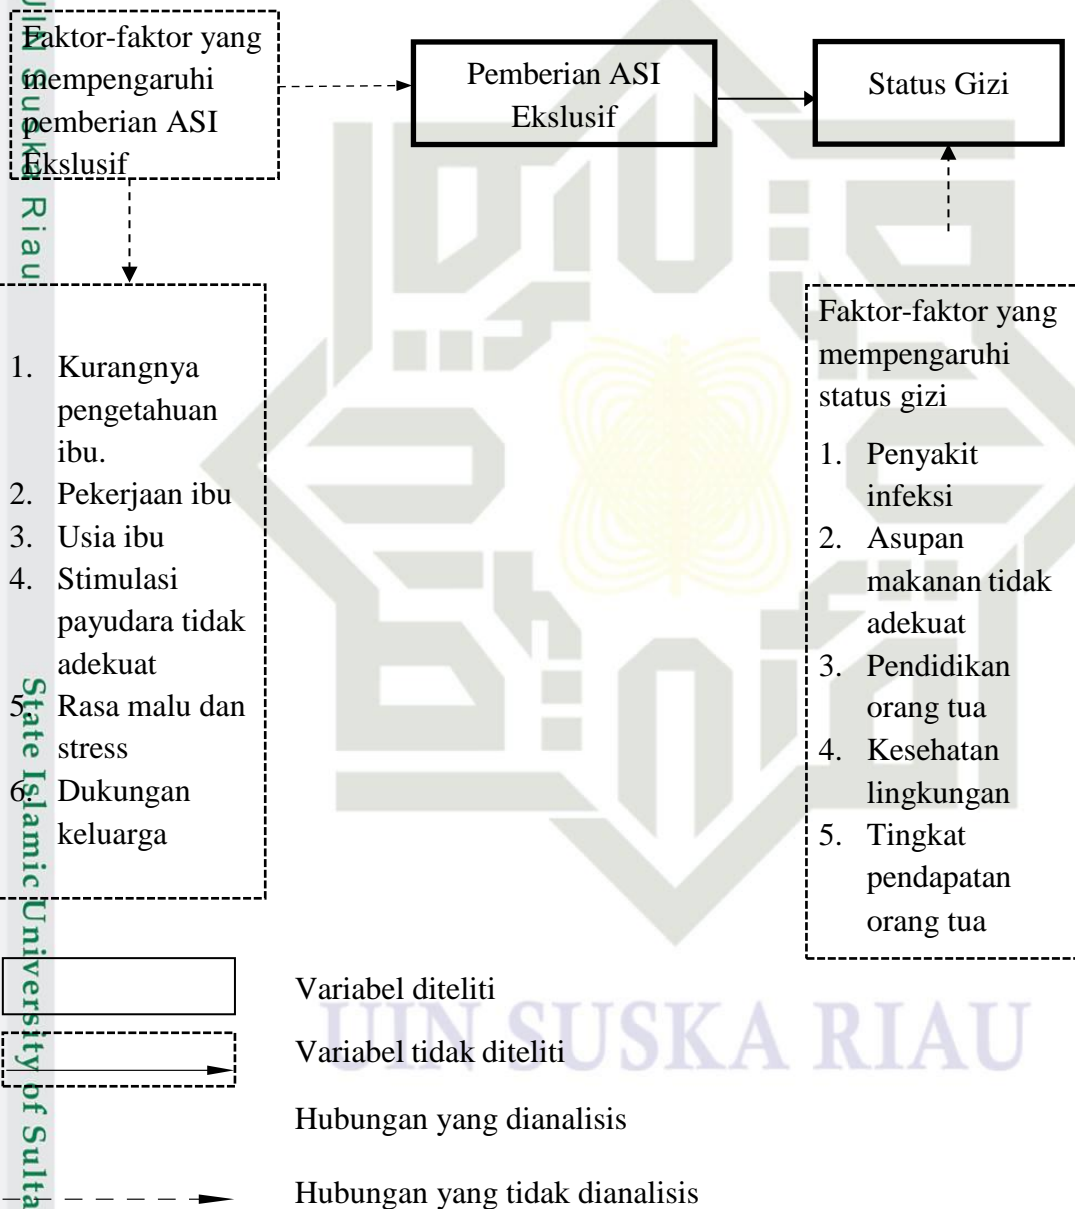 Faktor-faktor yang
mempengaruhi
pemberian ASI
Ekslusif
Pemberian ASI
Ekslusif
Status Gizi
1. Kurangnya
pengetahuan
ibu.
2. Pekerjaan ibu
3. Usia ibu
4. Stimulasi
payudara tidak
adekuat
5. Rasa malu dan
stress
6. Dukungan
keluarga
Faktor-faktor yang
mempengaruhi
status gizi
1. Penyakit
infeksi
2. Asupan
makanan tidak
adekuat
3. Pendidikan
orang tua
4. Kesehatan
lingkungan
5. Tingkat
pendapatan
orang tua
Variabel diteliti
Variabel tidak diteliti
Hubungan yang dianalisis
Hubungan yang tidak dianalisis
UIN SUSKA RIAU
UIN Suska Riau
State Islamic University of Sulta